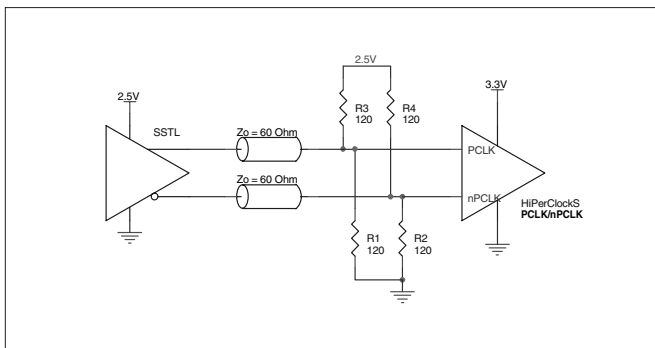 2.5V
2.5V
3.3V
SSTL
R3
120
R4
120
Zo = 60 Ohm
PCLK
Zo = 60 Ohm
nPCLK
HiPerClockS
PCLK/nPCLK
R1
120
R2
120